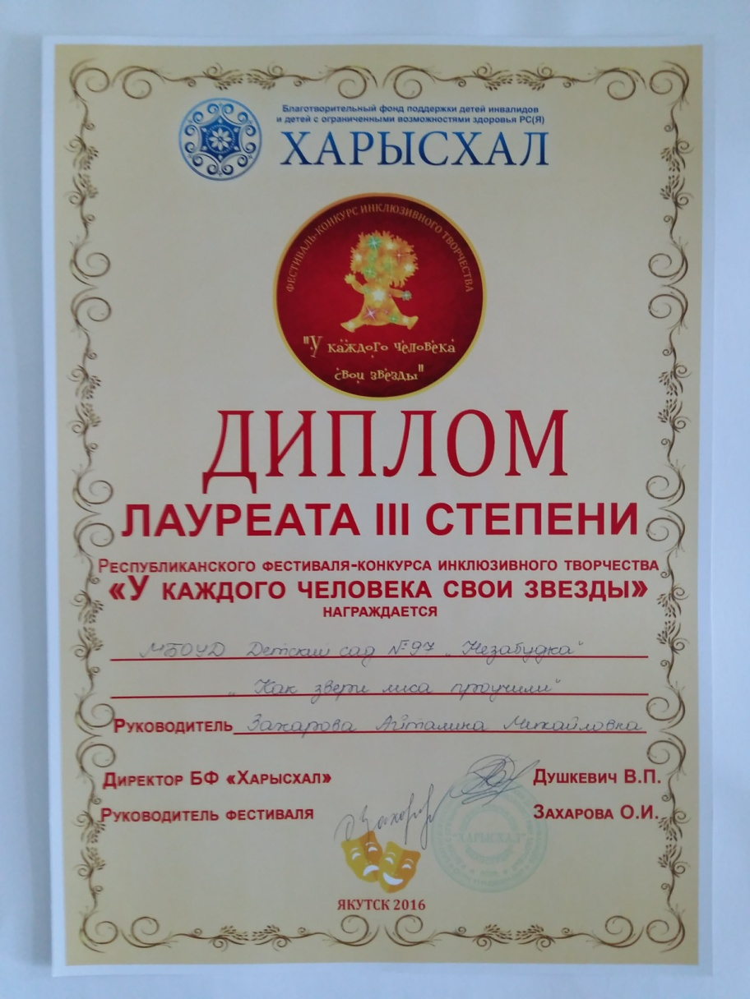 Благотворительный фонд поддержки детей инвалидов
и детей с ограниченными возможностями здоровья РС(Я)
ХАРЫСХАЛ
ФЕСТИВАЛЬ-КОНКУРС ИНКЛЮЗИВНОГО ТВОРЧЕСТВА
"У каждого человека
свои звезды"
ДИПЛОМ
ЛАУРЕАТА III СТЕПЕНИ
РЕСПУБЛИКАНСКОГО ФЕСТИВАЛЯ-КОНКУРСА ИНКЛЮЗИВНОГО ТВОРЧЕСТВА
«У КАЖДОГО ЧЕЛОВЕКА СВОИ ЗВЕЗДЫ»
НАГРАЖДАЕТСЯ
МБОУД Детский сад №97 „Незабудка"
„Как звери лиса проучили"
РУКОВОДИТЕЛЬ Захарова Айталина Михайловна
ДИРЕКТОР БФ «ХАРЫСХАЛ» ДУШКЕВИЧ В.П.
РУКОВОДИТЕЛЬ ФЕСТИВАЛЯ ЗАХАРОВА О.И.
"ХАРЫСХАЛ"
ЯКУТСК 2016